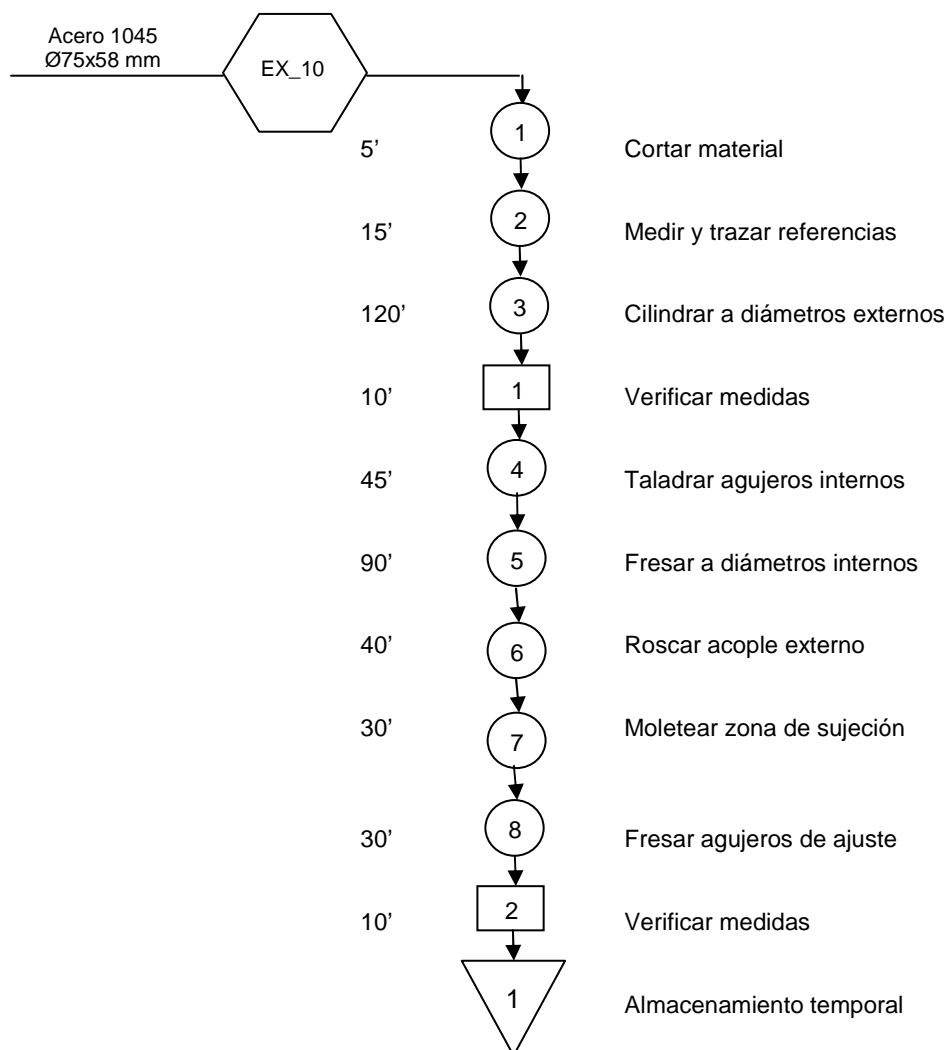 Acero 1045
Ø75x58 mm
EX_10
1
5’ Cortar material
2
15’ Medir y trazar referencias
3
120’ Cilindrar a diámetros externos
1
10’ Verificar medidas
4
45’ Taladrar agujeros internos
5
90’ Fresar a diámetros internos
6
40’ Roscar acople externo
7
30’ Moletear zona de sujeción
8
30’ Fresar agujeros de ajuste
2
10’ Verificar medidas
1
Almacenamiento temporal